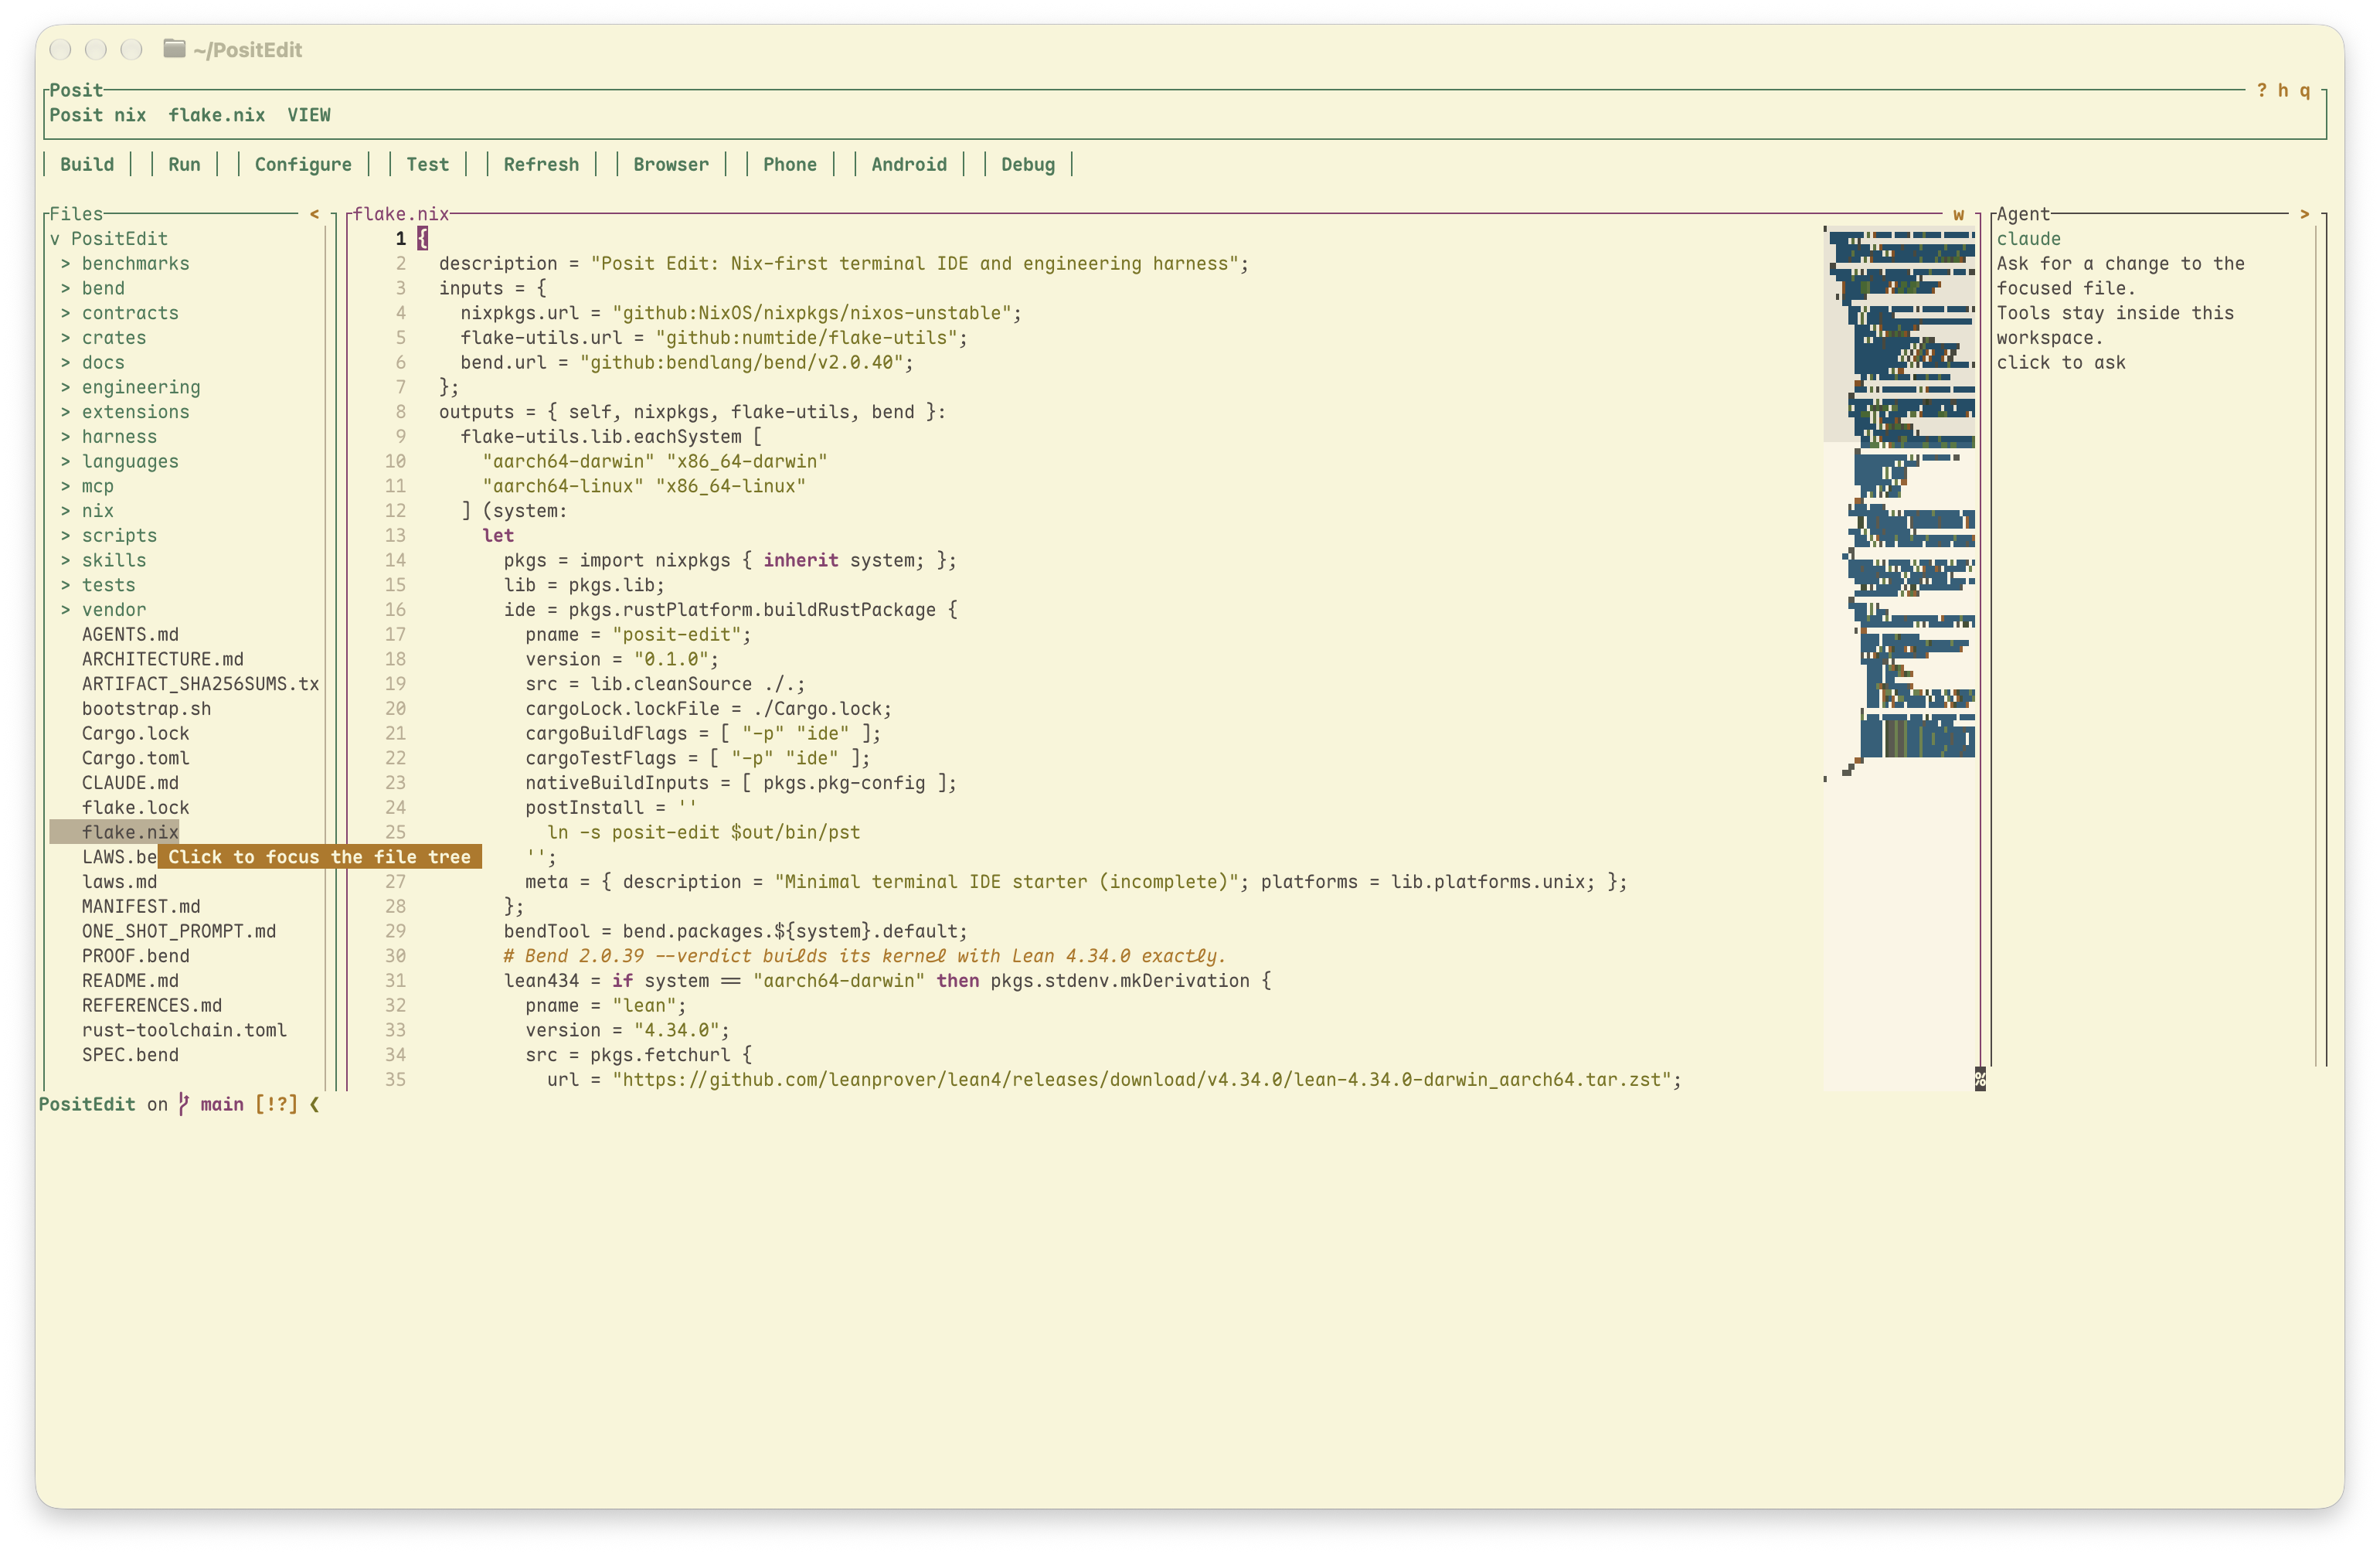 ~/PositEdit
Posit ? h q
Posit nix flake.nix VIEW
Build Run Configure Test Refresh Browser Phone Android Debug
Files <
v PositEdit
> benchmarks
> bend
> contracts
> crates
> docs
> engineering
> extensions
> harness
> languages
> mcp
> nix
> scripts
> skills
> tests
> vendor
AGENTS.md
ARCHITECTURE.md
ARTIFACT_SHA256SUMS.tx
bootstrap.sh
Cargo.lock
Cargo.toml
CLAUDE.md
flake.lock
flake.nix
LAWS.be
Click to focus the file tree
laws.md
MANIFEST.md
ONE_SHOT_PROMPT.md
PROOF.bend
README.md
REFERENCES.md
rust-toolchain.toml
SPEC.bend
flake.nix w
1 {
2   description = "Posit Edit: Nix-first terminal IDE and engineering harness";
3   inputs = {
4     nixpkgs.url = "github:NixOS/nixpkgs/nixos-unstable";
5     flake-utils.url = "github:numtide/flake-utils";
6     bend.url = "github:bendlang/bend/v2.0.40";
7   };
8   outputs = { self, nixpkgs, flake-utils, bend }:
9     flake-utils.lib.eachSystem [
10       "aarch64-darwin" "x86_64-darwin"
11       "aarch64-linux" "x86_64-linux"
12     ] (system:
13       let
14         pkgs = import nixpkgs { inherit system; };
15         lib = pkgs.lib;
16         ide = pkgs.rustPlatform.buildRustPackage {
17           pname = "posit-edit";
18           version = "0.1.0";
19           src = lib.cleanSource ./.;
20           cargoLock.lockFile = ./Cargo.lock;
21           cargoBuildFlags = [ "-p" "ide" ];
22           cargoTestFlags = [ "-p" "ide" ];
23           nativeBuildInputs = [ pkgs.pkg-config ];
24           postInstall = ''
25             ln -s posit-edit $out/bin/pst
'';
27           meta = { description = "Minimal terminal IDE starter (incomplete)"; platforms = lib.platforms.unix; };
28         };
29         bendTool = bend.packages.${system}.default;
30         # Bend 2.0.39 --verdict builds its kernel with Lean 4.34.0 exactly.
31         lean434 = if system == "aarch64-darwin" then pkgs.stdenv.mkDerivation {
32           pname = "lean";
33           version = "4.34.0";
34           src = pkgs.fetchurl {
35             url = "https://github.com/leanprover/lean4/releases/download/v4.34.0/lean-4.34.0-darwin_aarch64.tar.zst";
Agent >
claude
Ask for a change to the
focused file.
Tools stay inside this
workspace.
click to ask
%
PositEdit on main [!?] ❮